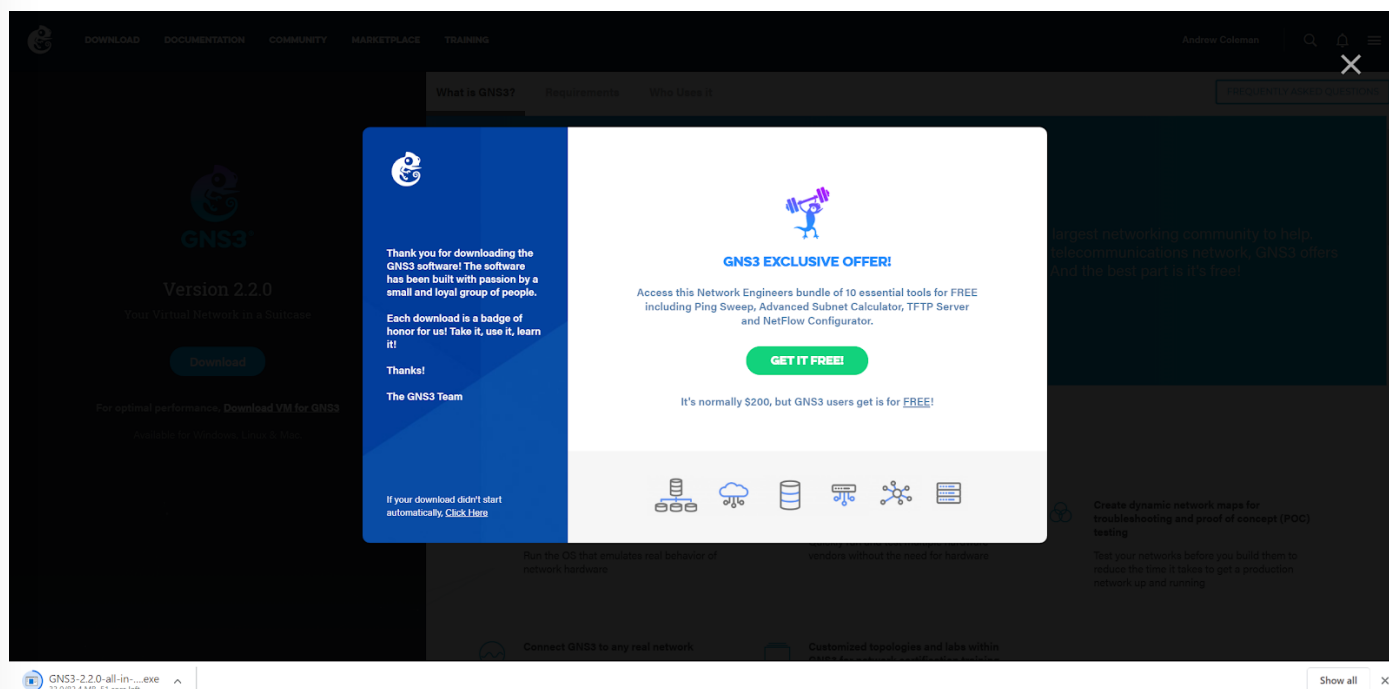 DOWNLOAD DOCUMENTATION COMMUNITY MARKETPLACE TRAINING
Andrew Coleman
What is GNS3? Requirements Who Uses It
FREQUENTLY ASKED QUESTIONS
GNS3
Version 2.2.0
Your Virtual Network in a Suitcase
Download
For optimal performance, Download VM for GNS3
Available for Windows, Linux & Mac
Thank you for downloading the
GNS3 software! The software
has been built with passion by a
small and loyal group of people.
Each download is a badge of
honor for us! Take it, use it, learn
it!
Thanks!
The GNS3 Team
If your download didn't start
automatically, Click Here
GNS3 EXCLUSIVE OFFER!
Access this Network Engineers bundle of 10 essential tools for FREE
including Ping Sweep, Advanced Subnet Calculator, TFTP Server
and NetFlow Configurator.
GET IT FREE!
It's normally $200, but GNS3 users get is for FREE!
largest networking community to help.
telecommunications network, GNS3 offers
And the best part is it's free!
Run the OS that emulates real behavior of
network hardware
vendors without the need for hardware
Create dynamic network maps for
troubleshooting and proof of concept (POC)
testing
Test your networks before you build them to
reduce the time it takes to get a production
network up and running
Connect GNS3 to any real network
Customized topologies and labs within
GNS3-2.2.0-all-in-....exe
Show all